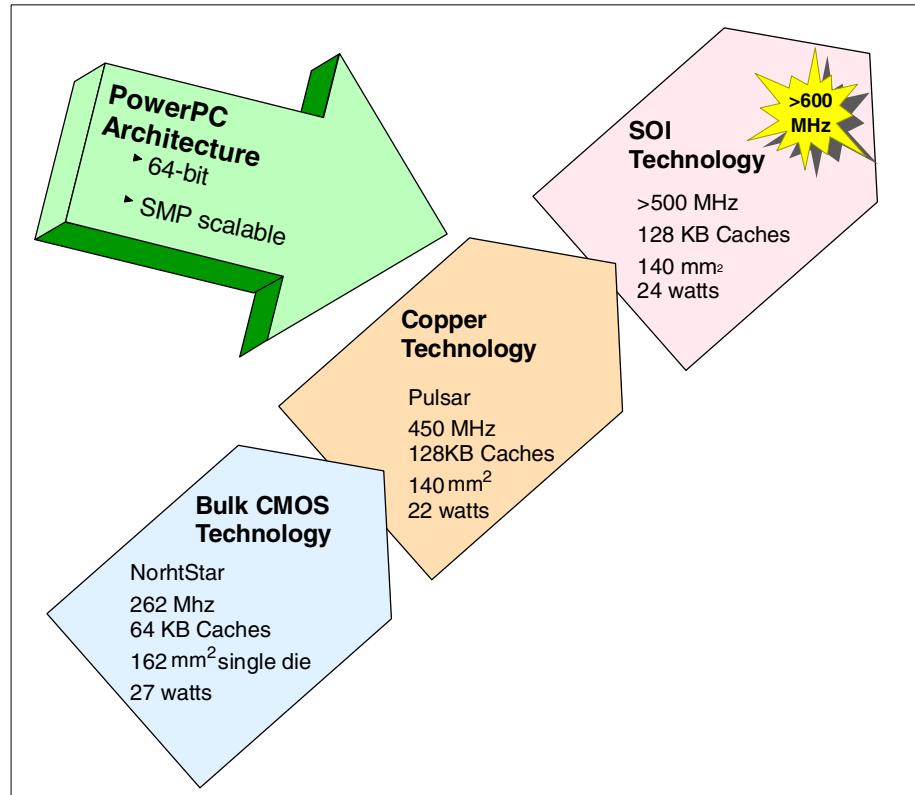 PowerPC
Architecture
‣ 64-bit
‣ SMP scalable
>600
MHz
SOI
Technology
>500 MHz
128 KB Caches
140 mm²
24 watts
Copper
Technology
Pulsar
450 MHz
128KB Caches
140 mm²
22 watts
Bulk CMOS
Technology
NorhtStar
262 Mhz
64 KB Caches
162 mm² single die
27 watts